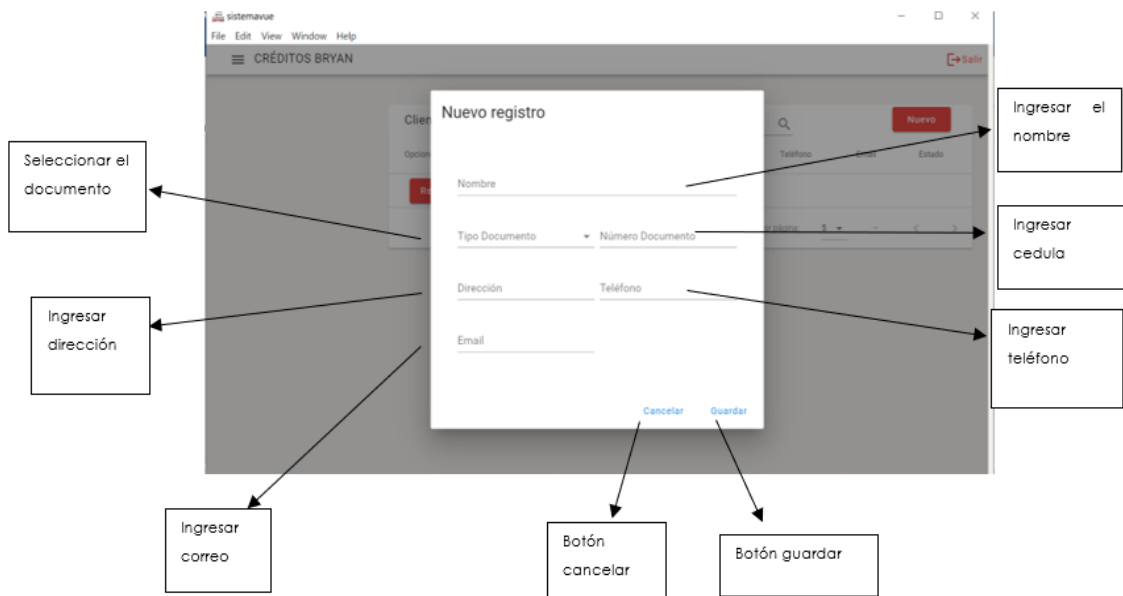 sistemavue
File Edit View Window Help
CRÉDITOS BRYAN
Salir
Nuevo registro
Nuevo
Teléfono Email Estado
Nombre
Tipo Documento
Número Documento
página: 5
Dirección
Teléfono
Email
Cancelar
Guardar
Seleccionar el
documento
Ingresar
dirección
Ingresar
correo
Botón
cancelar
Botón guardar
Ingresar el
nombre
Ingresar
cedula
Ingresar
teléfono